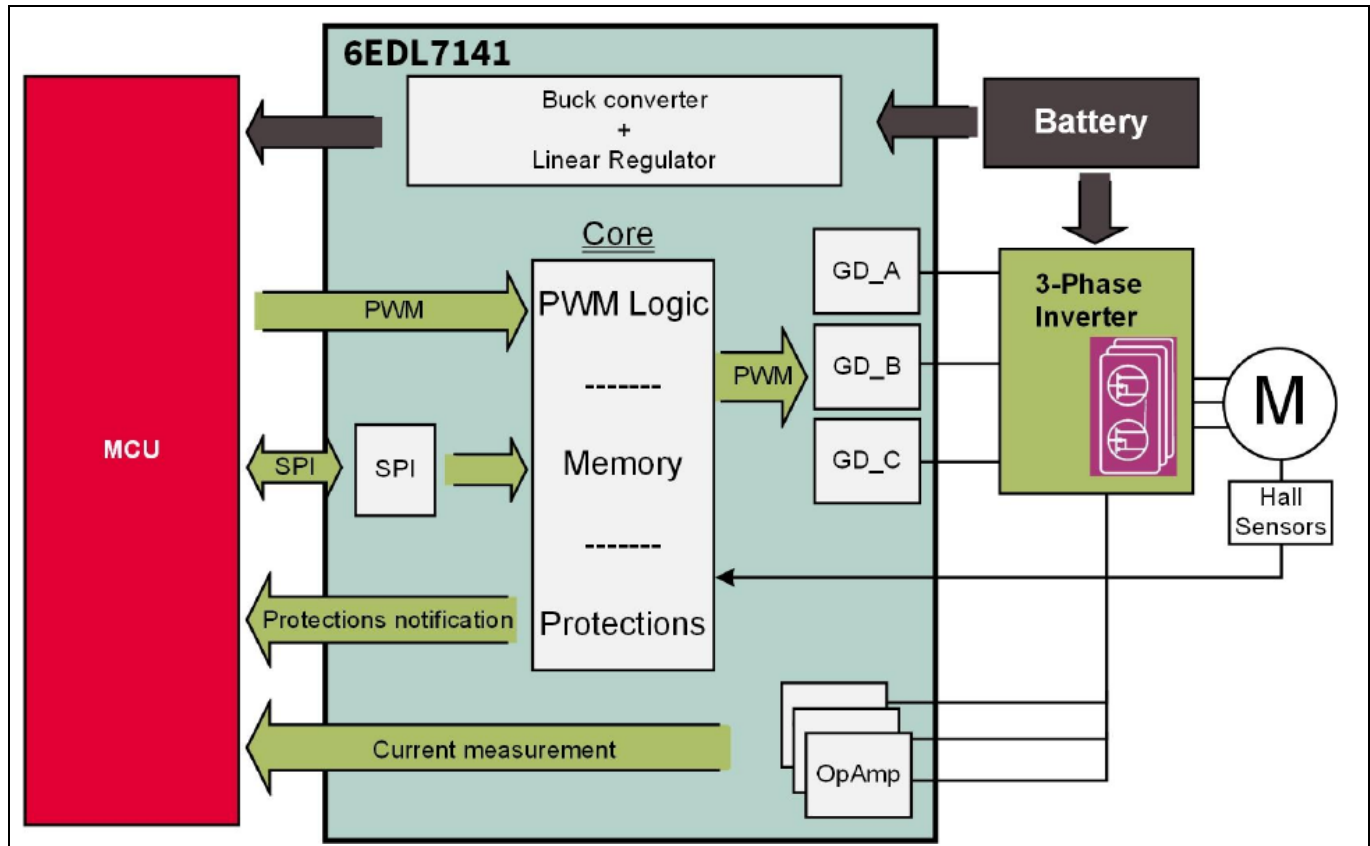 6EDL7141
Buck converter
+
Linear Regulator
Battery
Core
GD_A
3-Phase
Inverter
PWM
PWM Logic
-------
PWM
GD_B
M
MCU
SPI
SPI
Memory
GD_C
Hall
Sensors
-------
Protections notification
Protections
Current measurement
OpAmp